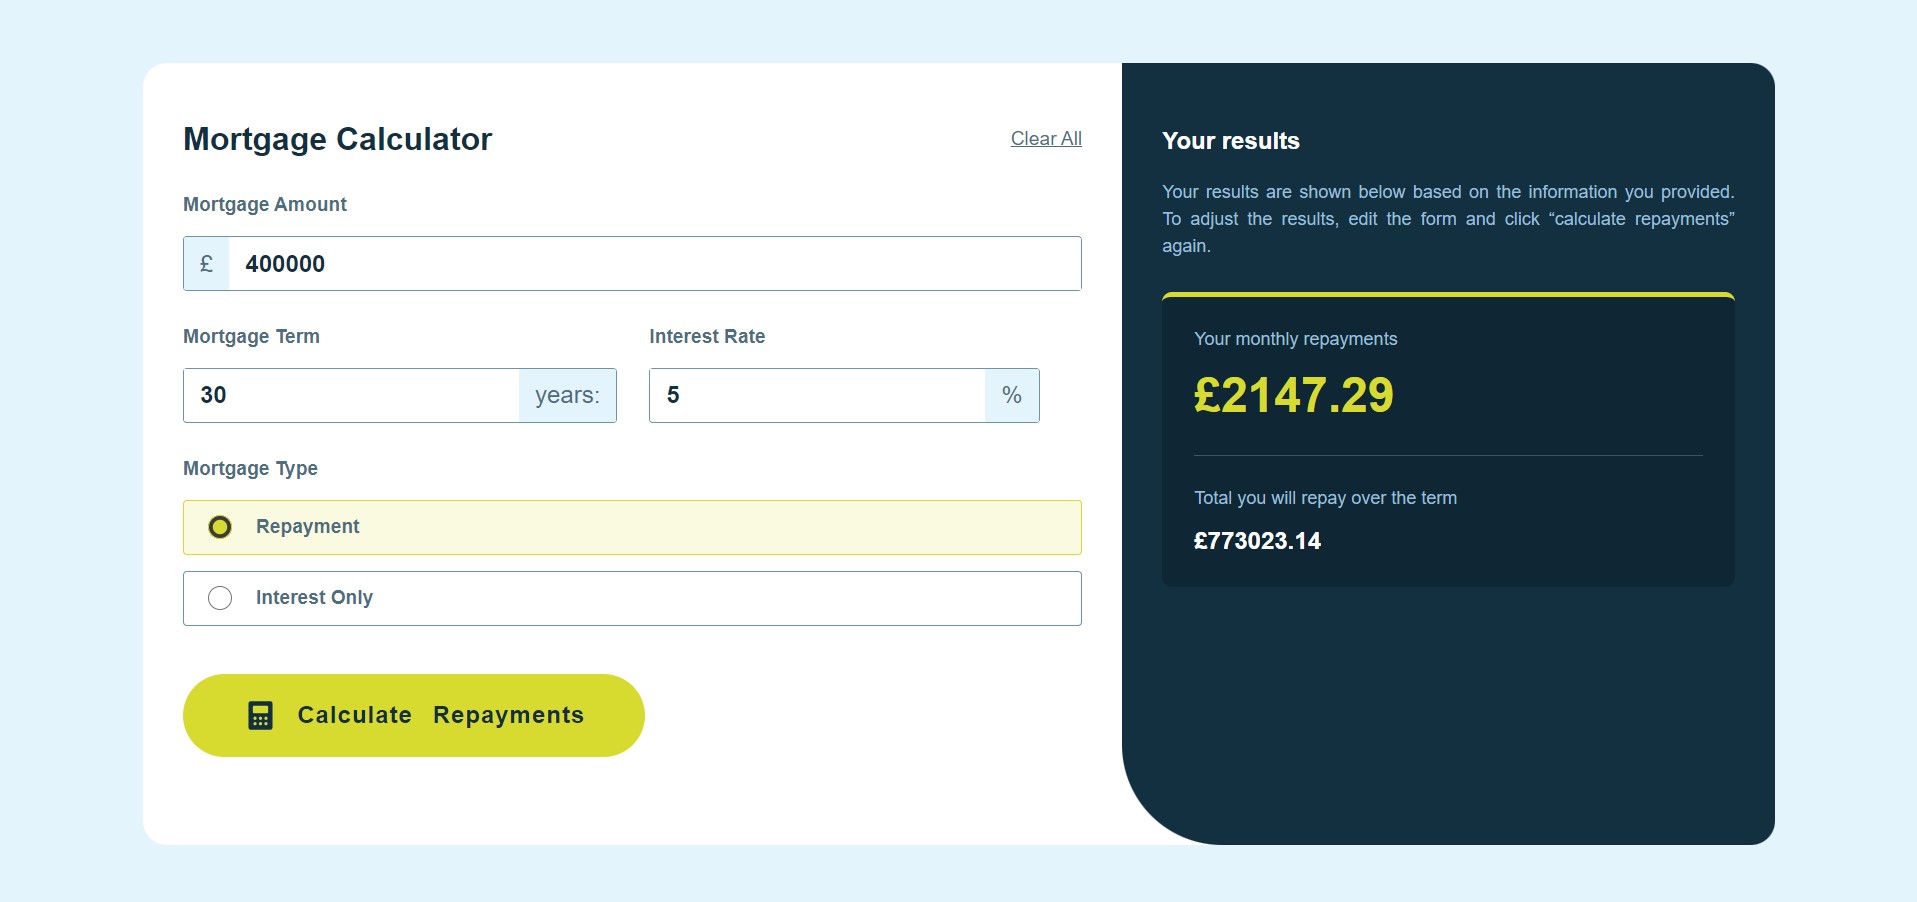 Mortgage Calculator
Clear All
Mortgage Amount
£ 400000
Mortgage Term
30 years:
Interest Rate
5 %
Mortgage Type
Repayment
Interest Only
Calculate Repayments
Your results
Your results are shown below based on the information you provided.
To adjust the results, edit the form and click “calculate repayments”
again.
Your monthly repayments
£2147.29
Total you will repay over the term
£773023.14